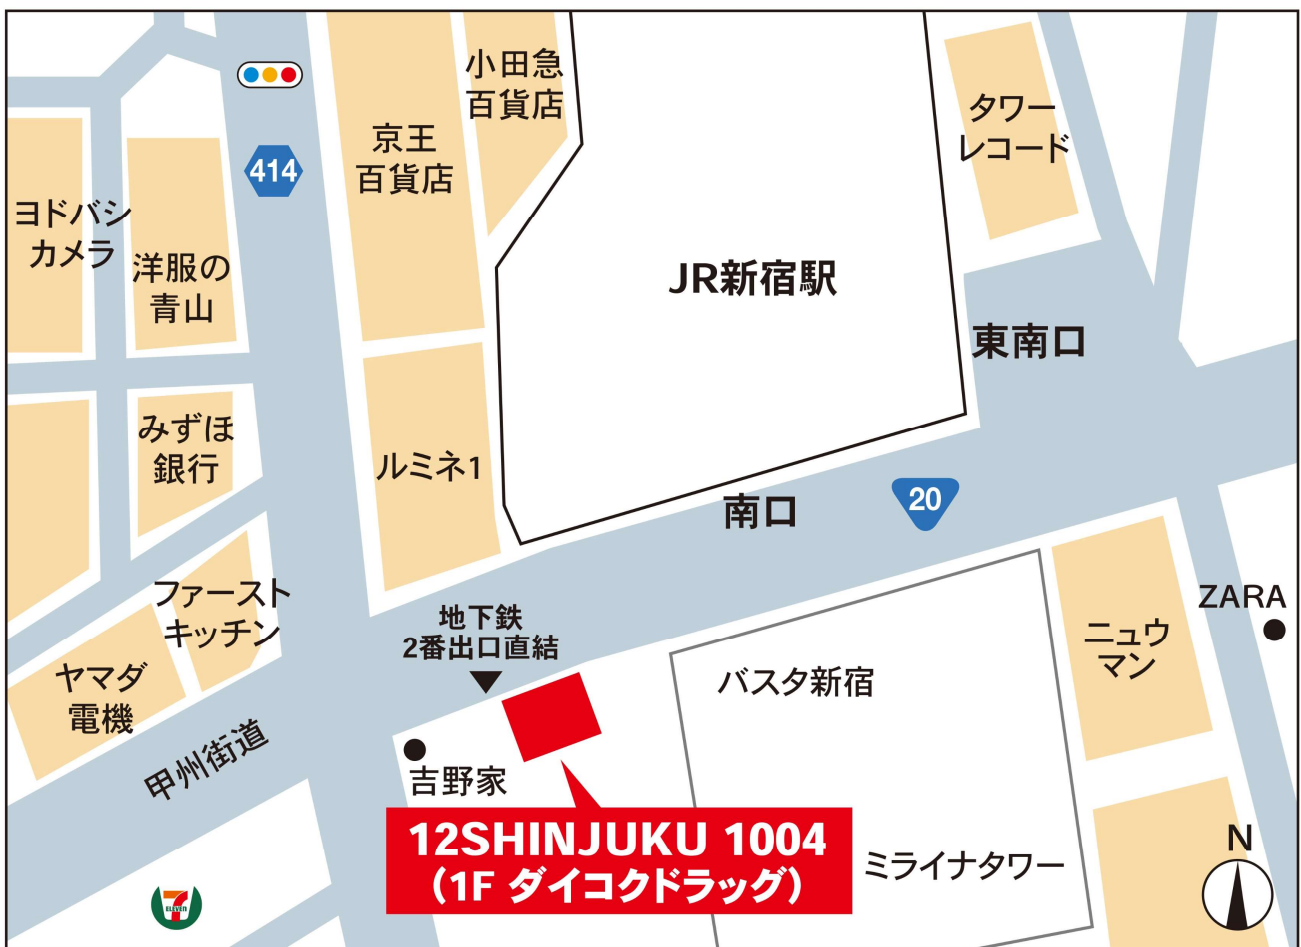 小田急
百貨店
京王
百貨店
タワー
レコード
414
ヨドバシ
カメラ
洋服の
青山
JR新宿駅
東南口
みずほ
銀行
ルミネ1
南口
20
ファースト
キッチン
地下鉄
2番出口直結
ZARA
ニュウ
マン
ヤマダ
電機
バスタ新宿
甲州街道
吉野家
12SHINJUKU 1004
(1F ダイコクドラッグ)
ミライナタワー
N
7
ELEVEN